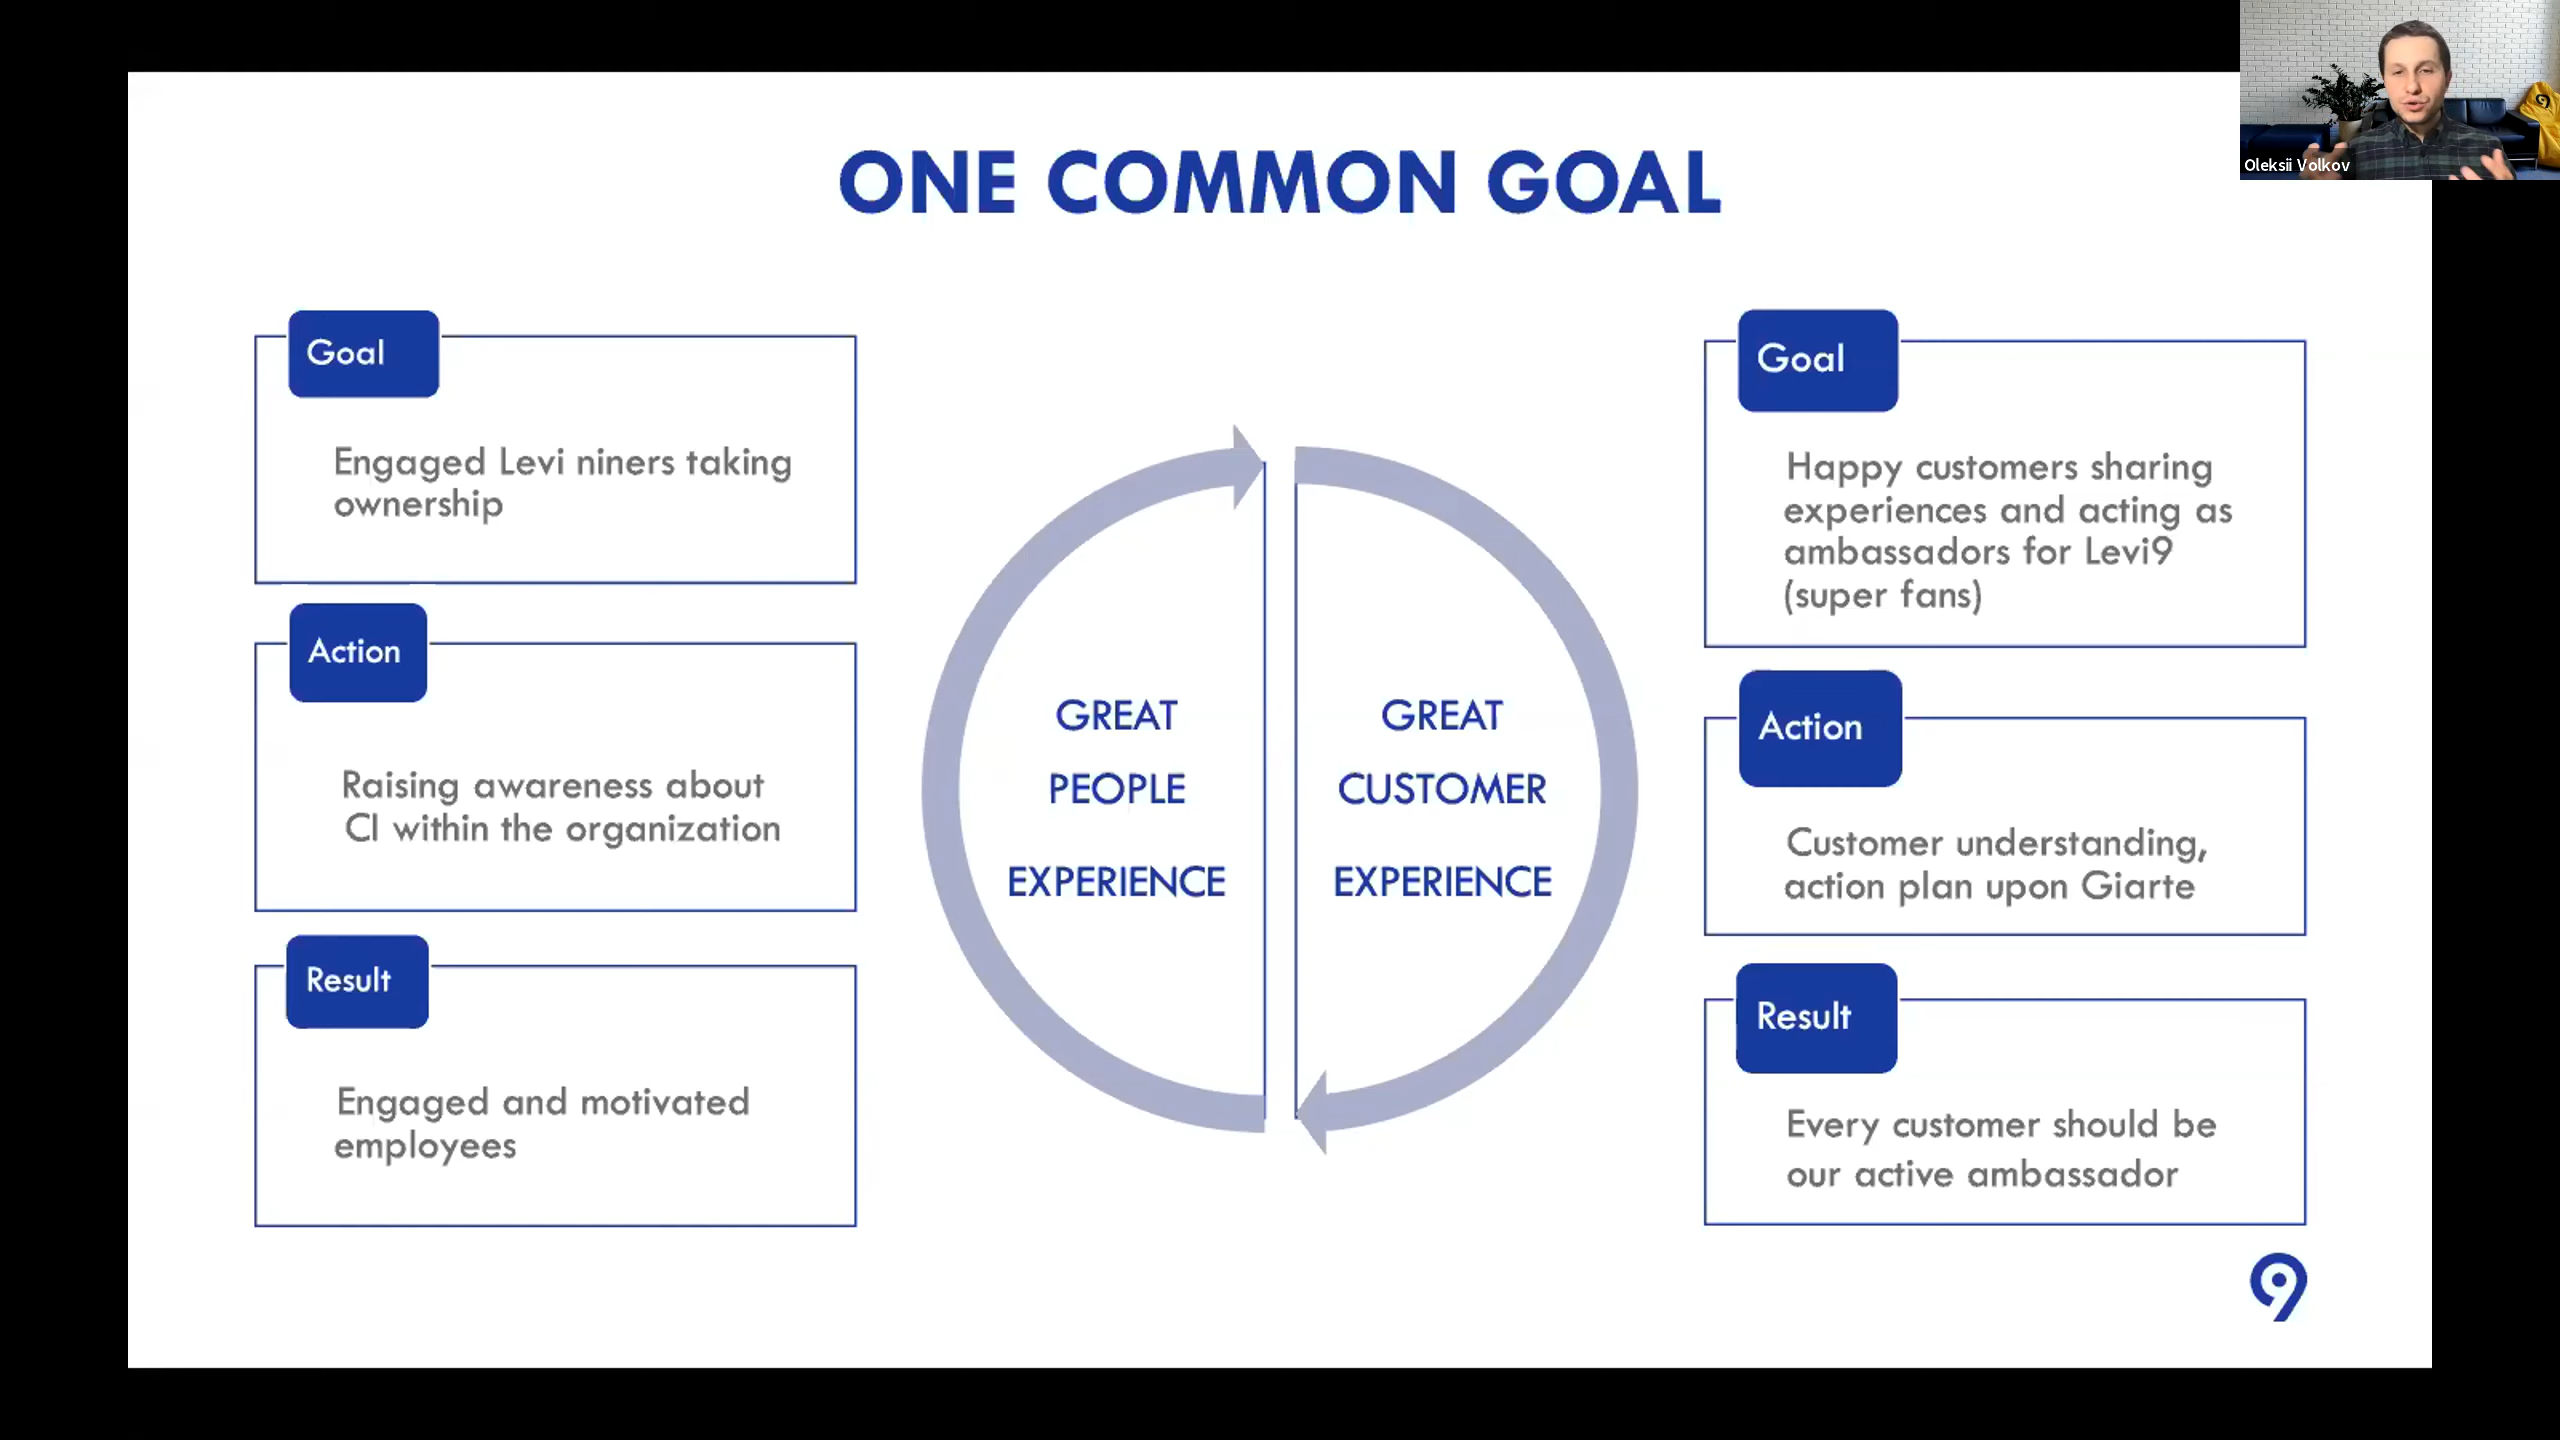 Oleksii Volkov
ONE COMMON GOAL
Goal
Engaged Levi niners taking
ownership
Action
Raising awareness about
CI within the organization
Result
Engaged and motivated
employees
GREAT
PEOPLE
EXPERIENCE
GREAT
CUSTOMER
EXPERIENCE
Goal
Happy customers sharing
experiences and acting as
ambassadors for Levi9
(super fans)
Action
Customer understanding,
action plan upon Giarte
Result
Every customer should be
our active ambassador
9